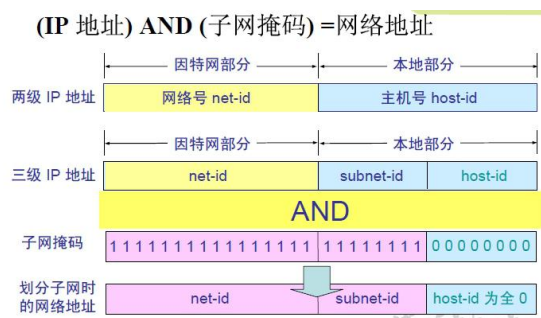 (IP 地址) AND (子网掩码) =网络地址
因特网部分 本地部分
两级 IP 地址 网络号 net-id 主机号 host-id
因特网部分 本地部分
三级 IP 地址 net-id subnet-id host-id
AND
子网掩码 1 1 1 1 1 1 1 1 1 1 1 1 1 1 1 1 1 1 1 1 1 1 1 1 0 0 0 0 0 0 0 0
划分子网时
的网络地址 net-id subnet-id host-id 为全 0